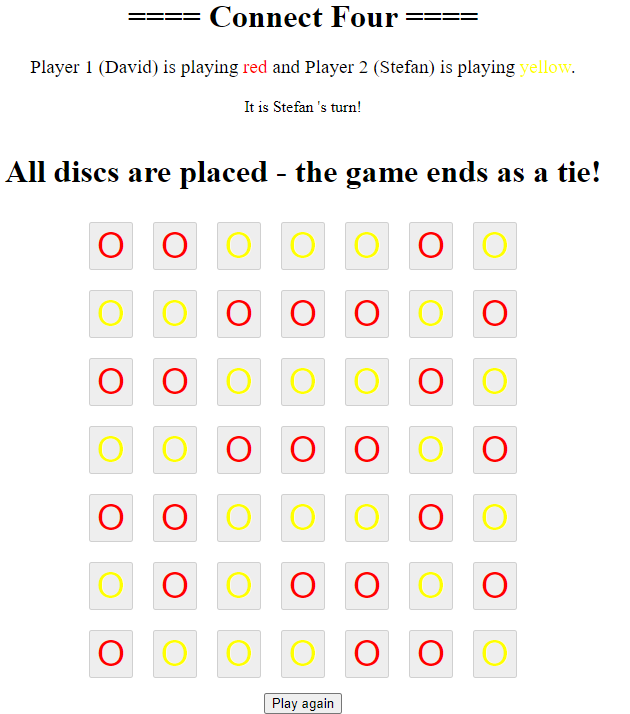 ==== Connect Four ====
Player 1 (David) is playing red and Player 2 (Stefan) is playing yellow.
It is Stefan 's turn!
All discs are placed - the game ends as a tie!
O O O O O O O
O O O O O O O
O O O O O O O
O O O O O O O
O O O O O O O
O O O O O O O
O O O O O O O
Play again